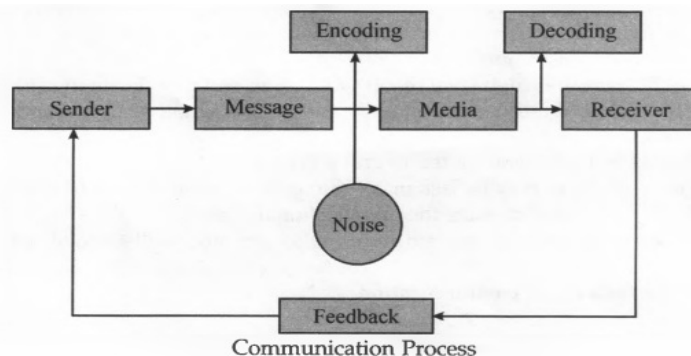 Encoding
Decoding
Sender
Message
Media
Receiver
Noise
Feedback
Communication Process